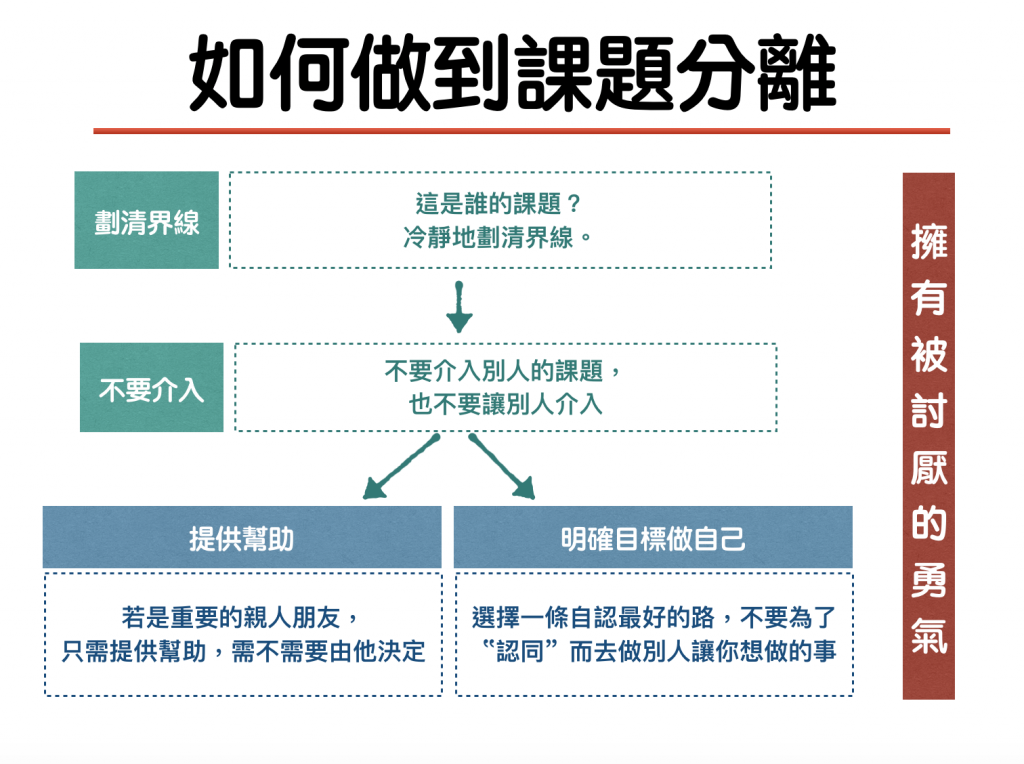 如何做到課題分離
劃清界線
這是誰的課題？
冷靜地劃清界線。
不要介入
不要介入別人的課題，
也不要讓別人介入
提供幫助
若是重要的親人朋友，
只需提供幫助，需不需要由他決定
明確目標做自己
選擇一條自認最好的路，不要為了
“認同”而去做別人讓你想做的事
擁有被討厭的勇氣